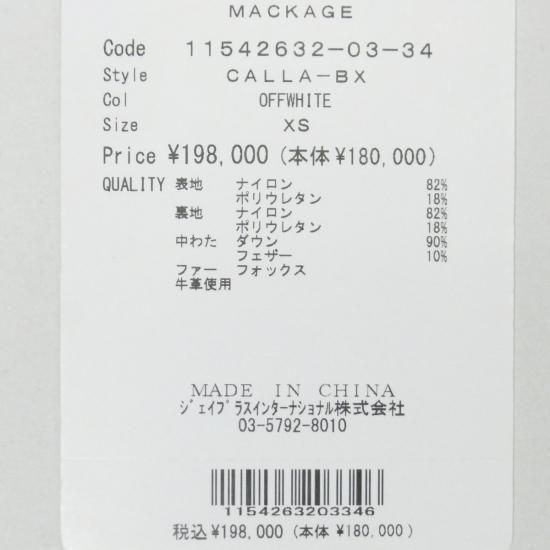 MACKAGE
Code 11542632-03-34
Style CALLA-BX
Col OFFWHITE
Size XS
Price ¥198,000 (本体¥180,000)
QUALITY 表地 ナイロン 82%
ポリウレタン 18%
裏地 ナイロン 82%
ポリウレタン 18%
中わた ダウン 90%
フェザー 10%
ファー フォックス
牛革使用
MADE IN CHINA
ジェイプラスインターナショナル株式会社
03-5792-8010
1154263203346
税込¥198,000 (本体 ¥180,000)